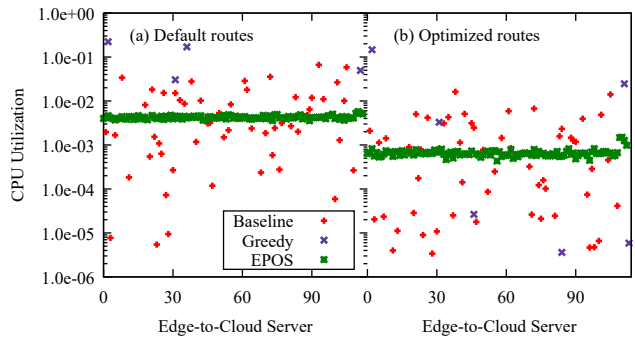 1.0e+00
(a) Default routes
(b) Optimized routes
1.0e-01
1.0e-02
1.0e-03
1.0e-04
1.0e-05
1.0e-06
CPU Utilization
Baseline
Greedy
EPOS
0 30 60 90
0 30 60 90
Edge-to-Cloud Server
Edge-to-Cloud Server